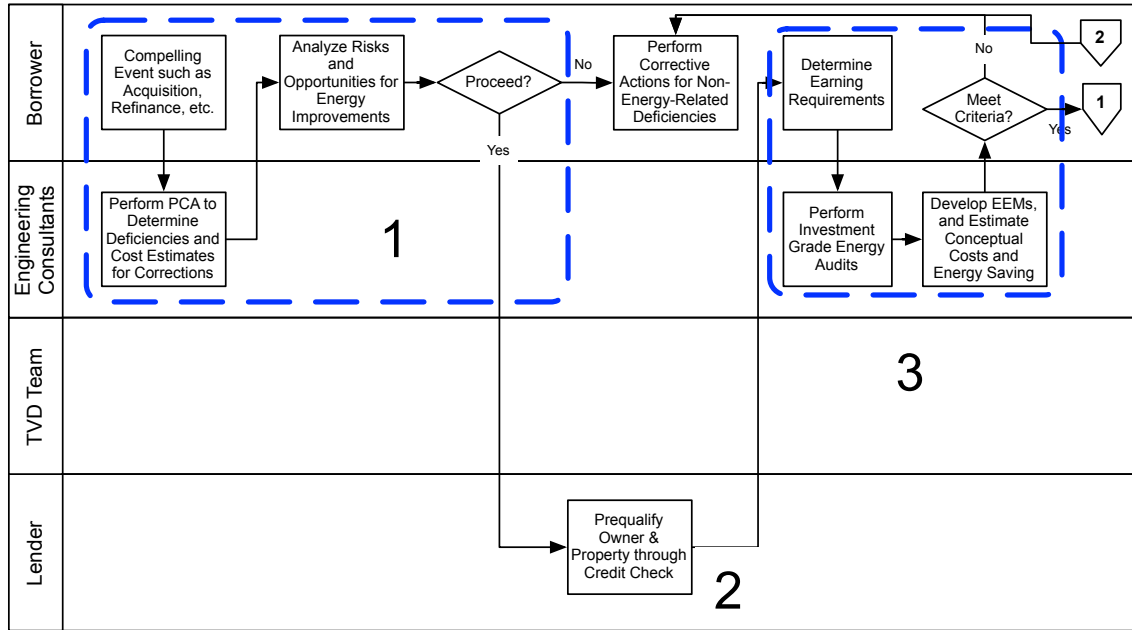 Borrower
Compelling
Event such as
Acquisition,
Refinance, etc.
Analyze Risks
and
Opportunities for
Energy
Improvements
Proceed?
No
Yes
Perform
Corrective
Actions for Non-
Energy-Related
Deficiencies
Determine
Earning
Requirements
No
Meet
Criteria?
Yes
2
1
Engineering
Consultants
Perform PCA to
Determine
Deficiencies and
Cost Estimates
for Corrections
1
Perform
Investment
Grade Energy
Audits
Develop EEMs,
and Estimate
Conceptual
Costs and
Energy Saving
TVD Team
3
Lender
Prequalify
Owner &
Property through
Credit Check
2